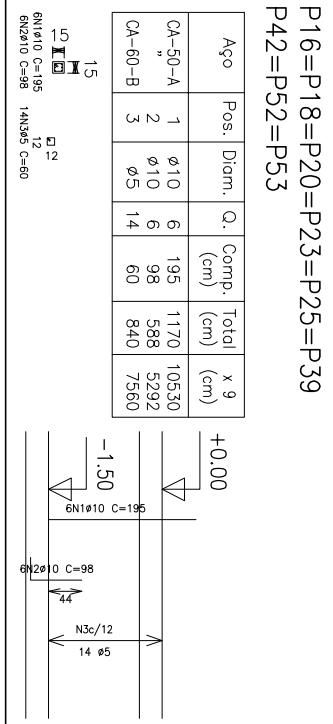 P16=P18=P20=P23=P25=P39
P42=P52=P53
Aço Pos. Diam. Q. Comp. (cm) Total (cm) x 9 (cm)
CA-50-A 1 ø10 6 195 1170 10530
" 2 ø10 6 98 588 5292
CA-60-B 3 ø5 14 60 840 7560
15
15
6N1ø10 C=195
6N2ø10 C=98
12
12
14N3ø5 C=60
+0.00
-1.50
6N1ø10 C=195
6N2ø10 C=98
44
N3c/12
14 ø5